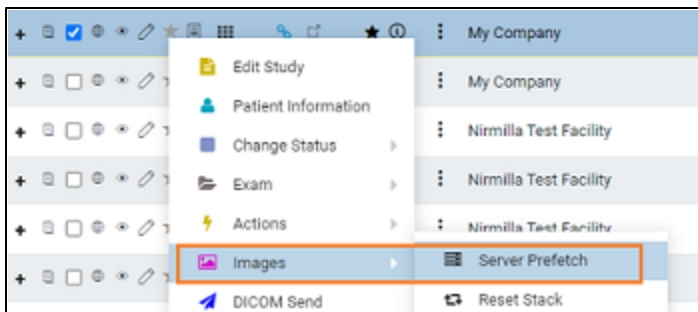 My Company
Edit Study
My Company
Patient Information
Change Status
Nirmilla Test Facility
Exam
Nirmilla Test Facility
Actions
Nirmilla Test Facility
Images
Server Prefetch
DICOM Send
Reset Stack